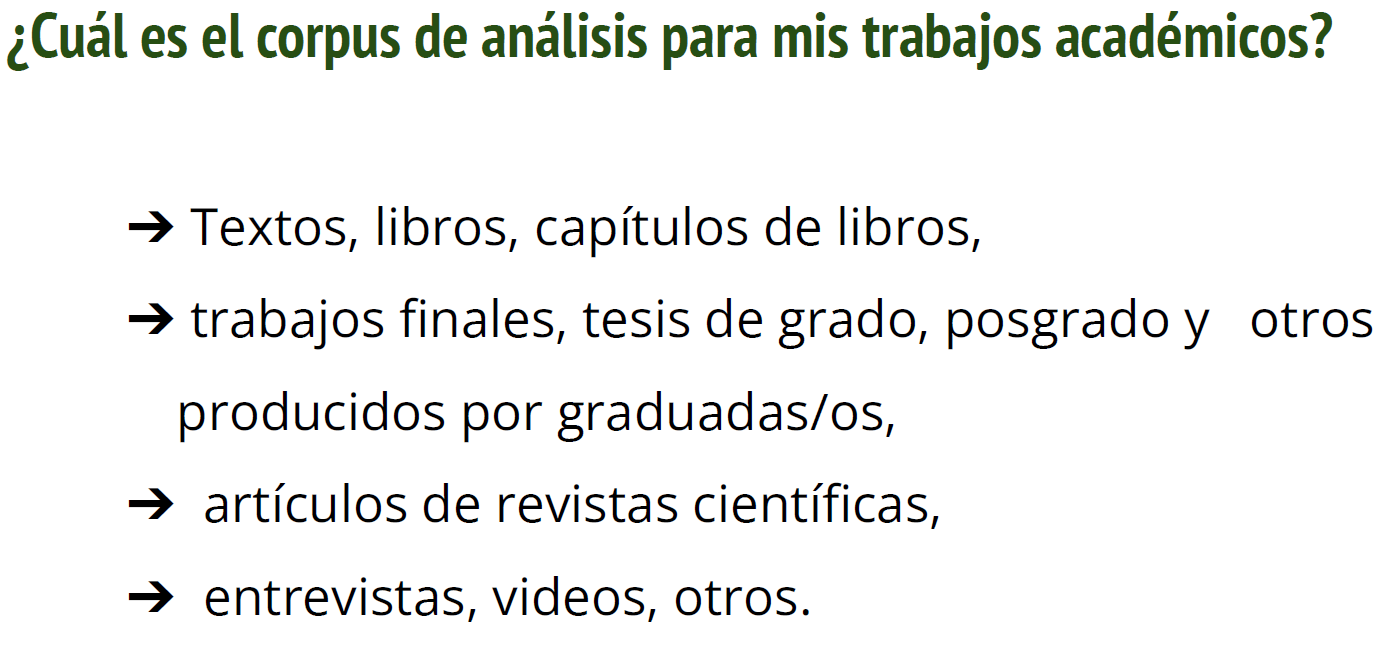 ¿Cuál es el corpus de análisis para mis trabajos académicos?
➔ Textos, libros, capítulos de libros,
➔ trabajos finales, tesis de grado, posgrado y otros
producidos por graduadas/os,
➔ artículos de revistas científicas,
➔ entrevistas, videos, otros.